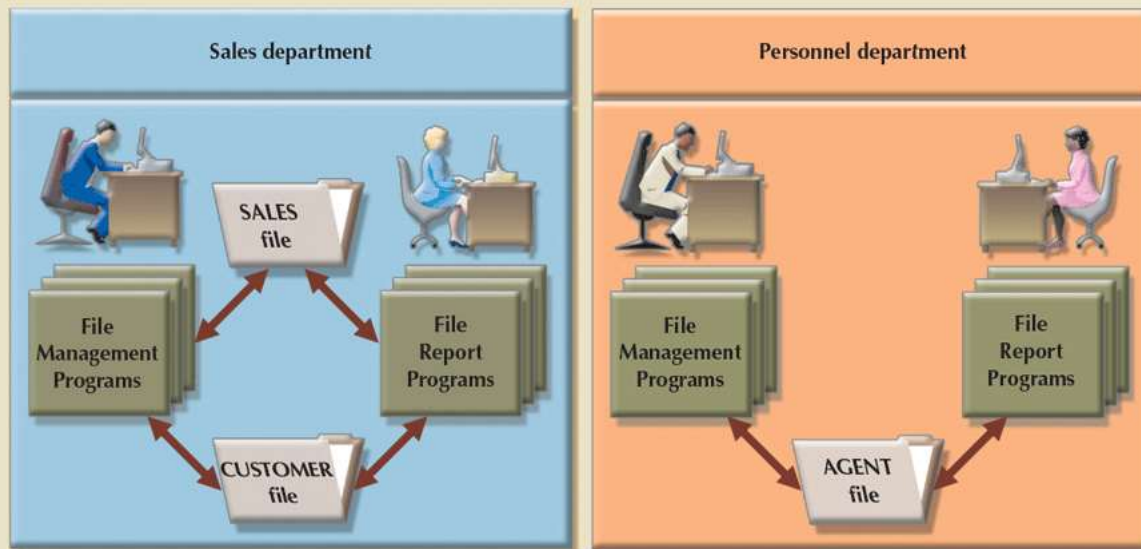 Sales department
SALES
file
File
Management
Programs
File
Report
Programs
CUSTOMER
file
Personnel department
File
Management
Programs
File
Report
Programs
AGENT
file